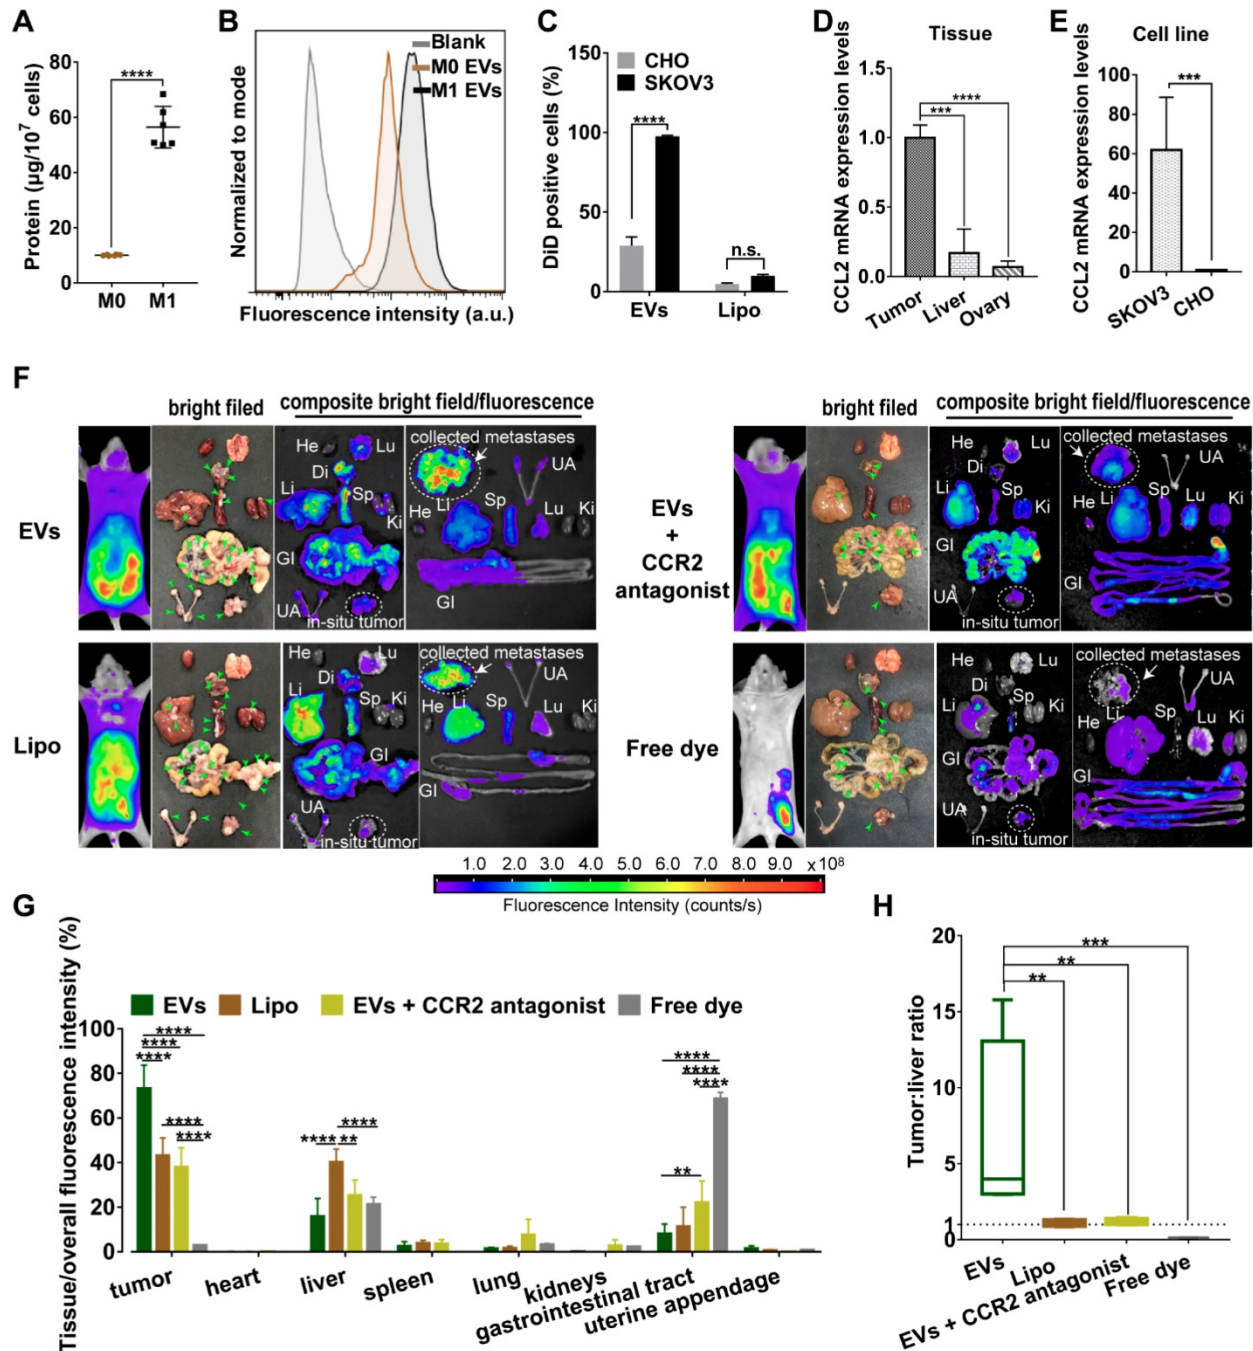 A
Protein (µg/10⁷ cells)
80
60
40
20
0
****
M0 M1
B
Normalized to mode
Blank
M0 EVs
M1 EVs
Fluorescence intensity (a.u.)
C
DiD positive cells (%)
150
100
50
0
CHO
SKOV3
****
n.s.
EVs Lipo
D
Tissue
CCL2 mRNA expression levels
1.5
1.0
0.5
0.0
****
***
Tumor Liver Ovary
E
Cell line
CCL2 mRNA expression levels
100
80
60
40
20
0
***
SKOV3 CHO
F
bright filed
composite bright field/fluorescence
bright filed
composite bright field/fluorescence
EVs
He Lu
Di
Li Sp
Ki
GI
UA
in-situ tumor
collected metastases
UA
He Li Sp Lu Ki
GI
EVs
+
CCR2
antagonist
He Lu
Di
Li
GI
UA
in-situ tumor
collected metastases
UA
He Li Sp Lu Ki
GI
Lipo
He Lu
Di
Li
Sp Ki
GI
UA
in-situ tumor
collected metastases
UA
He Li Sp Lu Ki
GI
Free dye
He Lu
Di
Li Sp Ki
GI
UA
in-situ tumor
collected metastases
UA
He Li Sp Lu Ki
GI
1.0 2.0 3.0 4.0 5.0 6.0 7.0 8.0 9.0 x10⁸
Fluorescence Intensity (counts/s)
G
Tissue/overall fluorescence intensity (%)
EVs Lipo EVs + CCR2 antagonist Free dye
100
80
60
40
20
0
****
****
****
****
****
****
**
****
**
****
****
****
tumor heart liver spleen lung kidneys gastrointestinal tract uterine appendage
H
Tumor:liver ratio
20
15
10
5
1
0
***
**
**
EVs
Lipo
EVs + CCR2 antagonist
Free dye